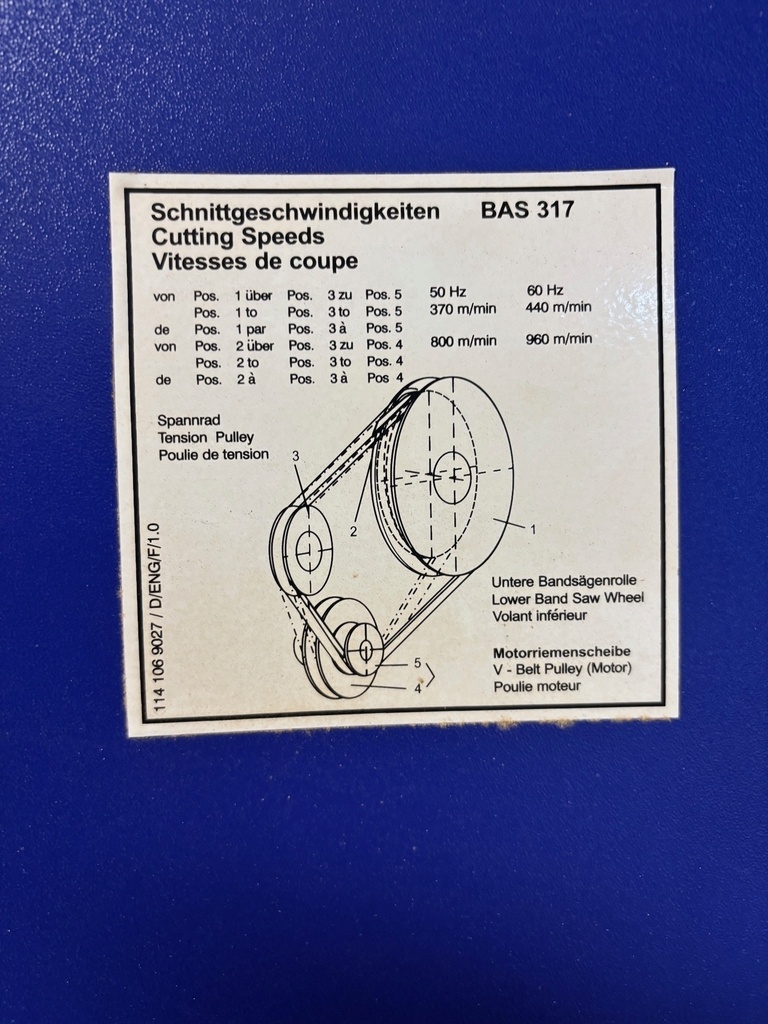 Schnittgeschwindigkeiten BAS 317
Cutting Speeds
Vitesses de coupe
von Pos. 1 über Pos. 3 zu Pos. 5 50 Hz 60 Hz
Pos. 1 to Pos. 3 to Pos. 5 370 m/min 440 m/min
de Pos. 1 par Pos. 3 à Pos. 5
von Pos. 2 über Pos. 3 zu Pos. 4 800 m/min 960 m/min
Pos. 2 to Pos. 3 to Pos. 4
de Pos. 2 à Pos. 3 à Pos 4
Spannrad
Tension Pulley
Poulie de tension
3
2
1
Untere Bandsägenrolle
Lower Band Saw Wheel
Volant inférieur
Motorriemenscheibe
V - Belt Pulley (Motor)
Poulie moteur
5
4
114 106 9027 / D/ENG/F/1.0